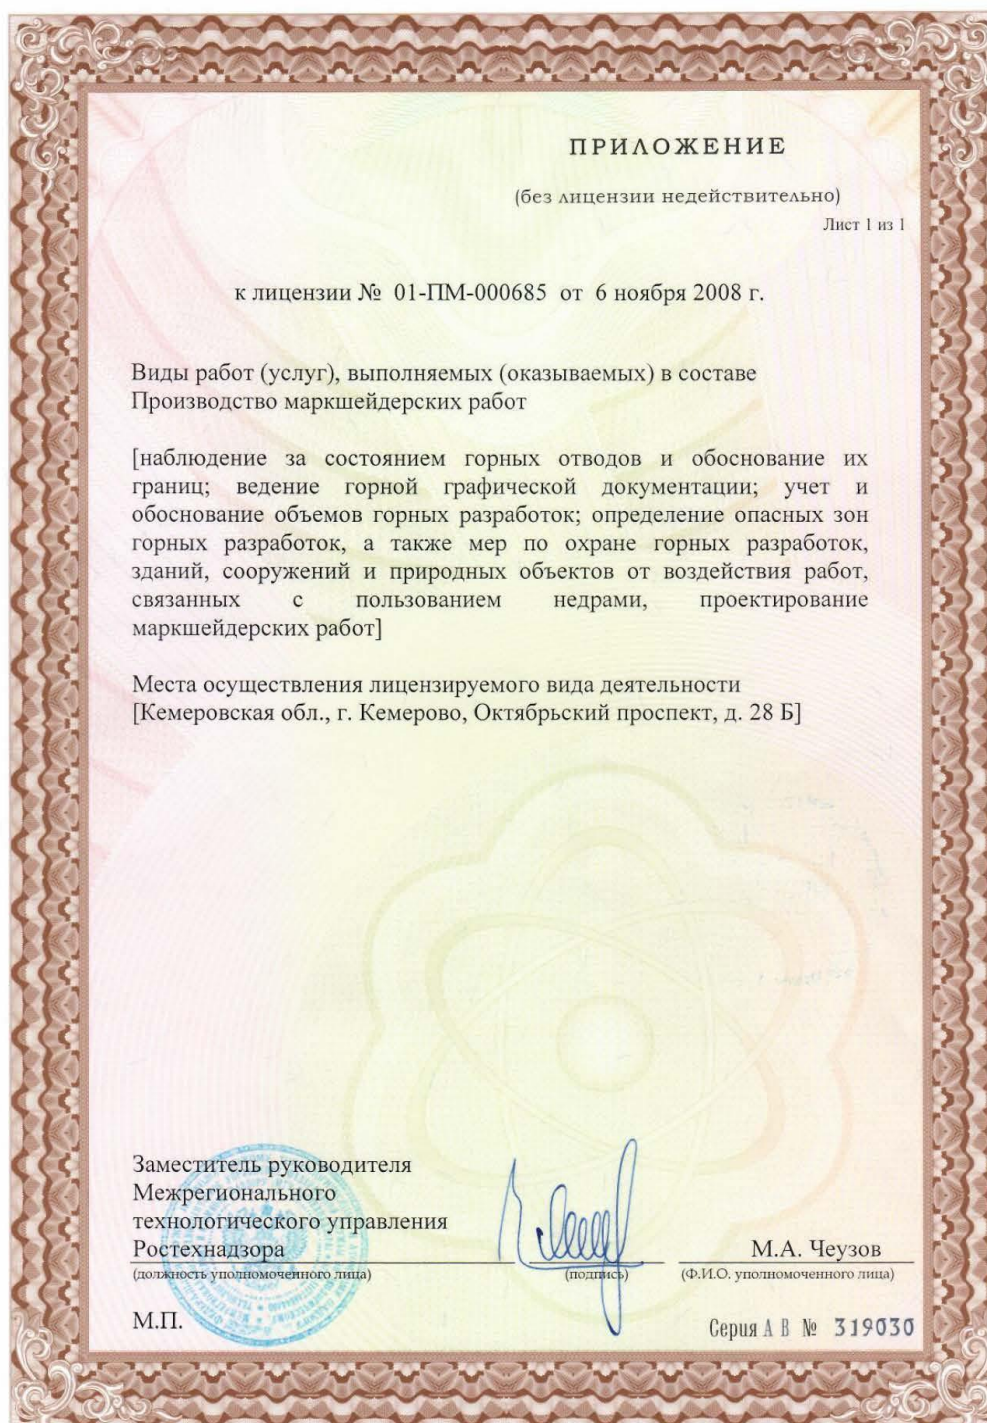 ПРИЛОЖЕНИЕ
(без лицензии недействительно)
Лист 1 из 1
к лицензии № 01-ПМ-000685 от 6 ноября 2008 г.
Виды работ (услуг), выполняемых (оказываемых) в составе
Производство маркшейдерских работ
[наблюдение за состоянием горных отводов и обоснование их
границ; ведение горной графической документации; учет и
обоснование объемов горных разработок; определение опасных зон
горных разработок, а также мер по охране горных разработок,
зданий, сооружений и природных объектов от воздействия работ,
связанных с пользованием недрами, проектирование
маркшейдерских работ]
Места осуществления лицензируемого вида деятельности
[Кемеровская обл., г. Кемерово, Октябрьский проспект, д. 28 Б]
Заместитель руководителя
Межрегионального
технологического управления
Ростехнадзора
М.А. Чеузов
(должность уполномоченного лица)
(подпись)
(Ф.И.О. уполномоченного лица)
М.П.
Серия А В № 319030